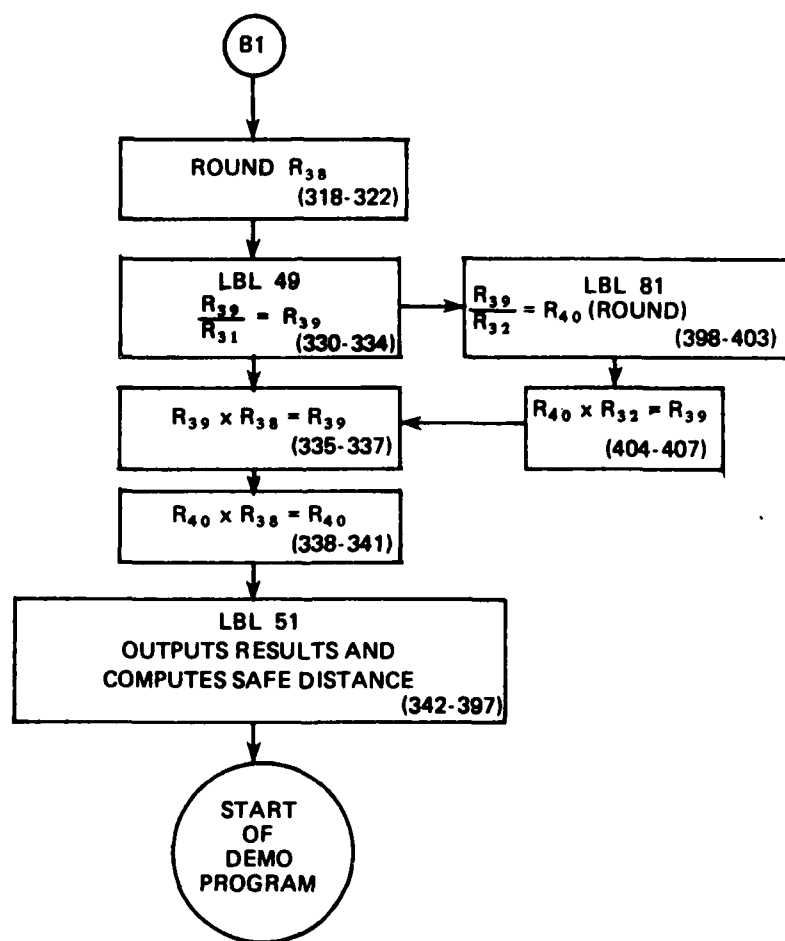 B1
ROUND R₃₈
(318-322)
LBL 49
R₃₉
R₃₁
= R₃₉
(330-334)
LBL 81
R₃₉
R₃₂
= R₄₀ (ROUND)
(398-403)
R₃₉ x R₃₈ = R₃₉
(335-337)
R₄₀ x R₃₂ = R₃₉
(404-407)
R₄₀ x R₃₈ = R₄₀
(338-341)
LBL 51
OUTPUTS RESULTS AND
COMPUTES SAFE DISTANCE
(342-397)
START
OF
DEMO
PROGRAM